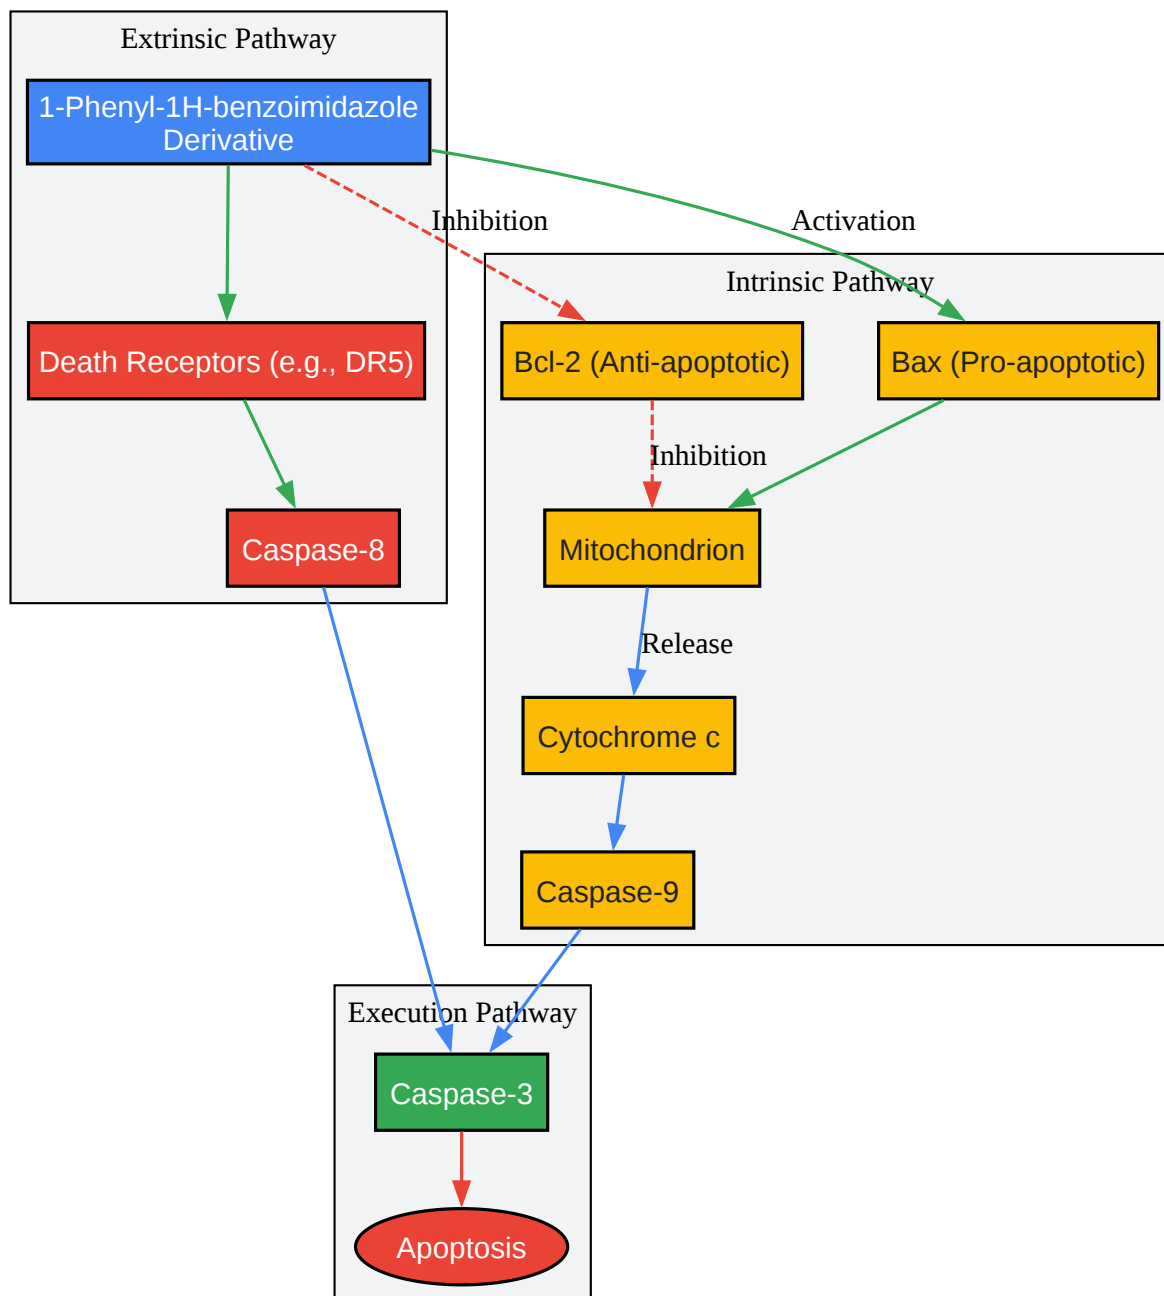 Extrinsic Pathway
1-Phenyl-1H-benzoimidazole
Derivative
Inhibition
Activation
Intrinsic Pathway
Death Receptors (e.g., DR5)
Bcl-2 (Anti-apoptotic)
Bax (Pro-apoptotic)
Inhibition
Caspase-8
Mitochondrion
Release
Cytochrome c
Caspase-9
Execution Pathway
Caspase-3
Apoptosis